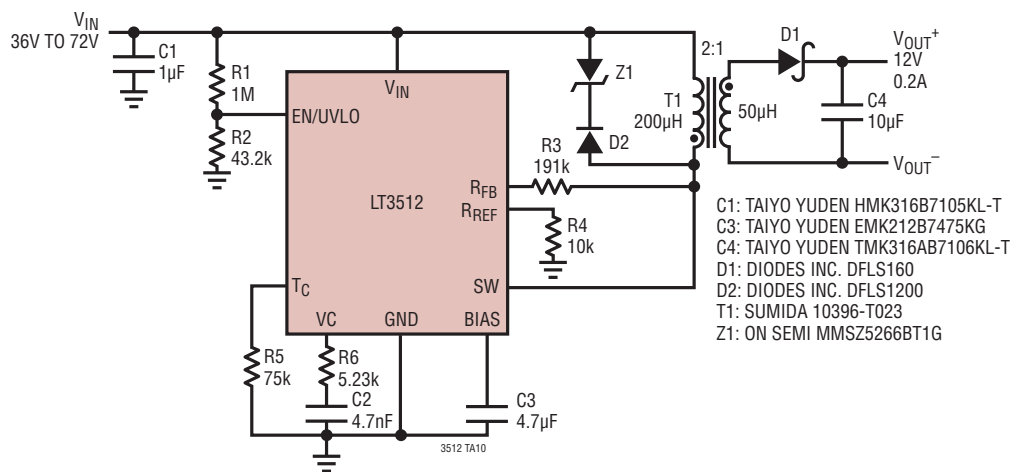 VIN
36V TO 72V
C1
1µF
R1
1M
R2
43.2k
EN/UVLO
VIN
LT3512
RFB
RREF
SW
TC
VC
GND
BIAS
R3
191k
R4
10k
R5
75k
R6
5.23k
C2
4.7nF
C3
4.7µF
3512 TA10
Z1
D2
2:1
T1
200µH
50µH
D1
VOUT+
12V
0.2A
C4
10µF
VOUT–
C1: TAIYO YUDEN HMK316B7105KL-T
C3: TAIYO YUDEN EMK212B7475KG
C4: TAIYO YUDEN TMK316AB7106KL-T
D1: DIODES INC. DFLS160
D2: DIODES INC. DFLS1200
T1: SUMIDA 10396-T023
Z1: ON SEMI MMSZ5266BT1G